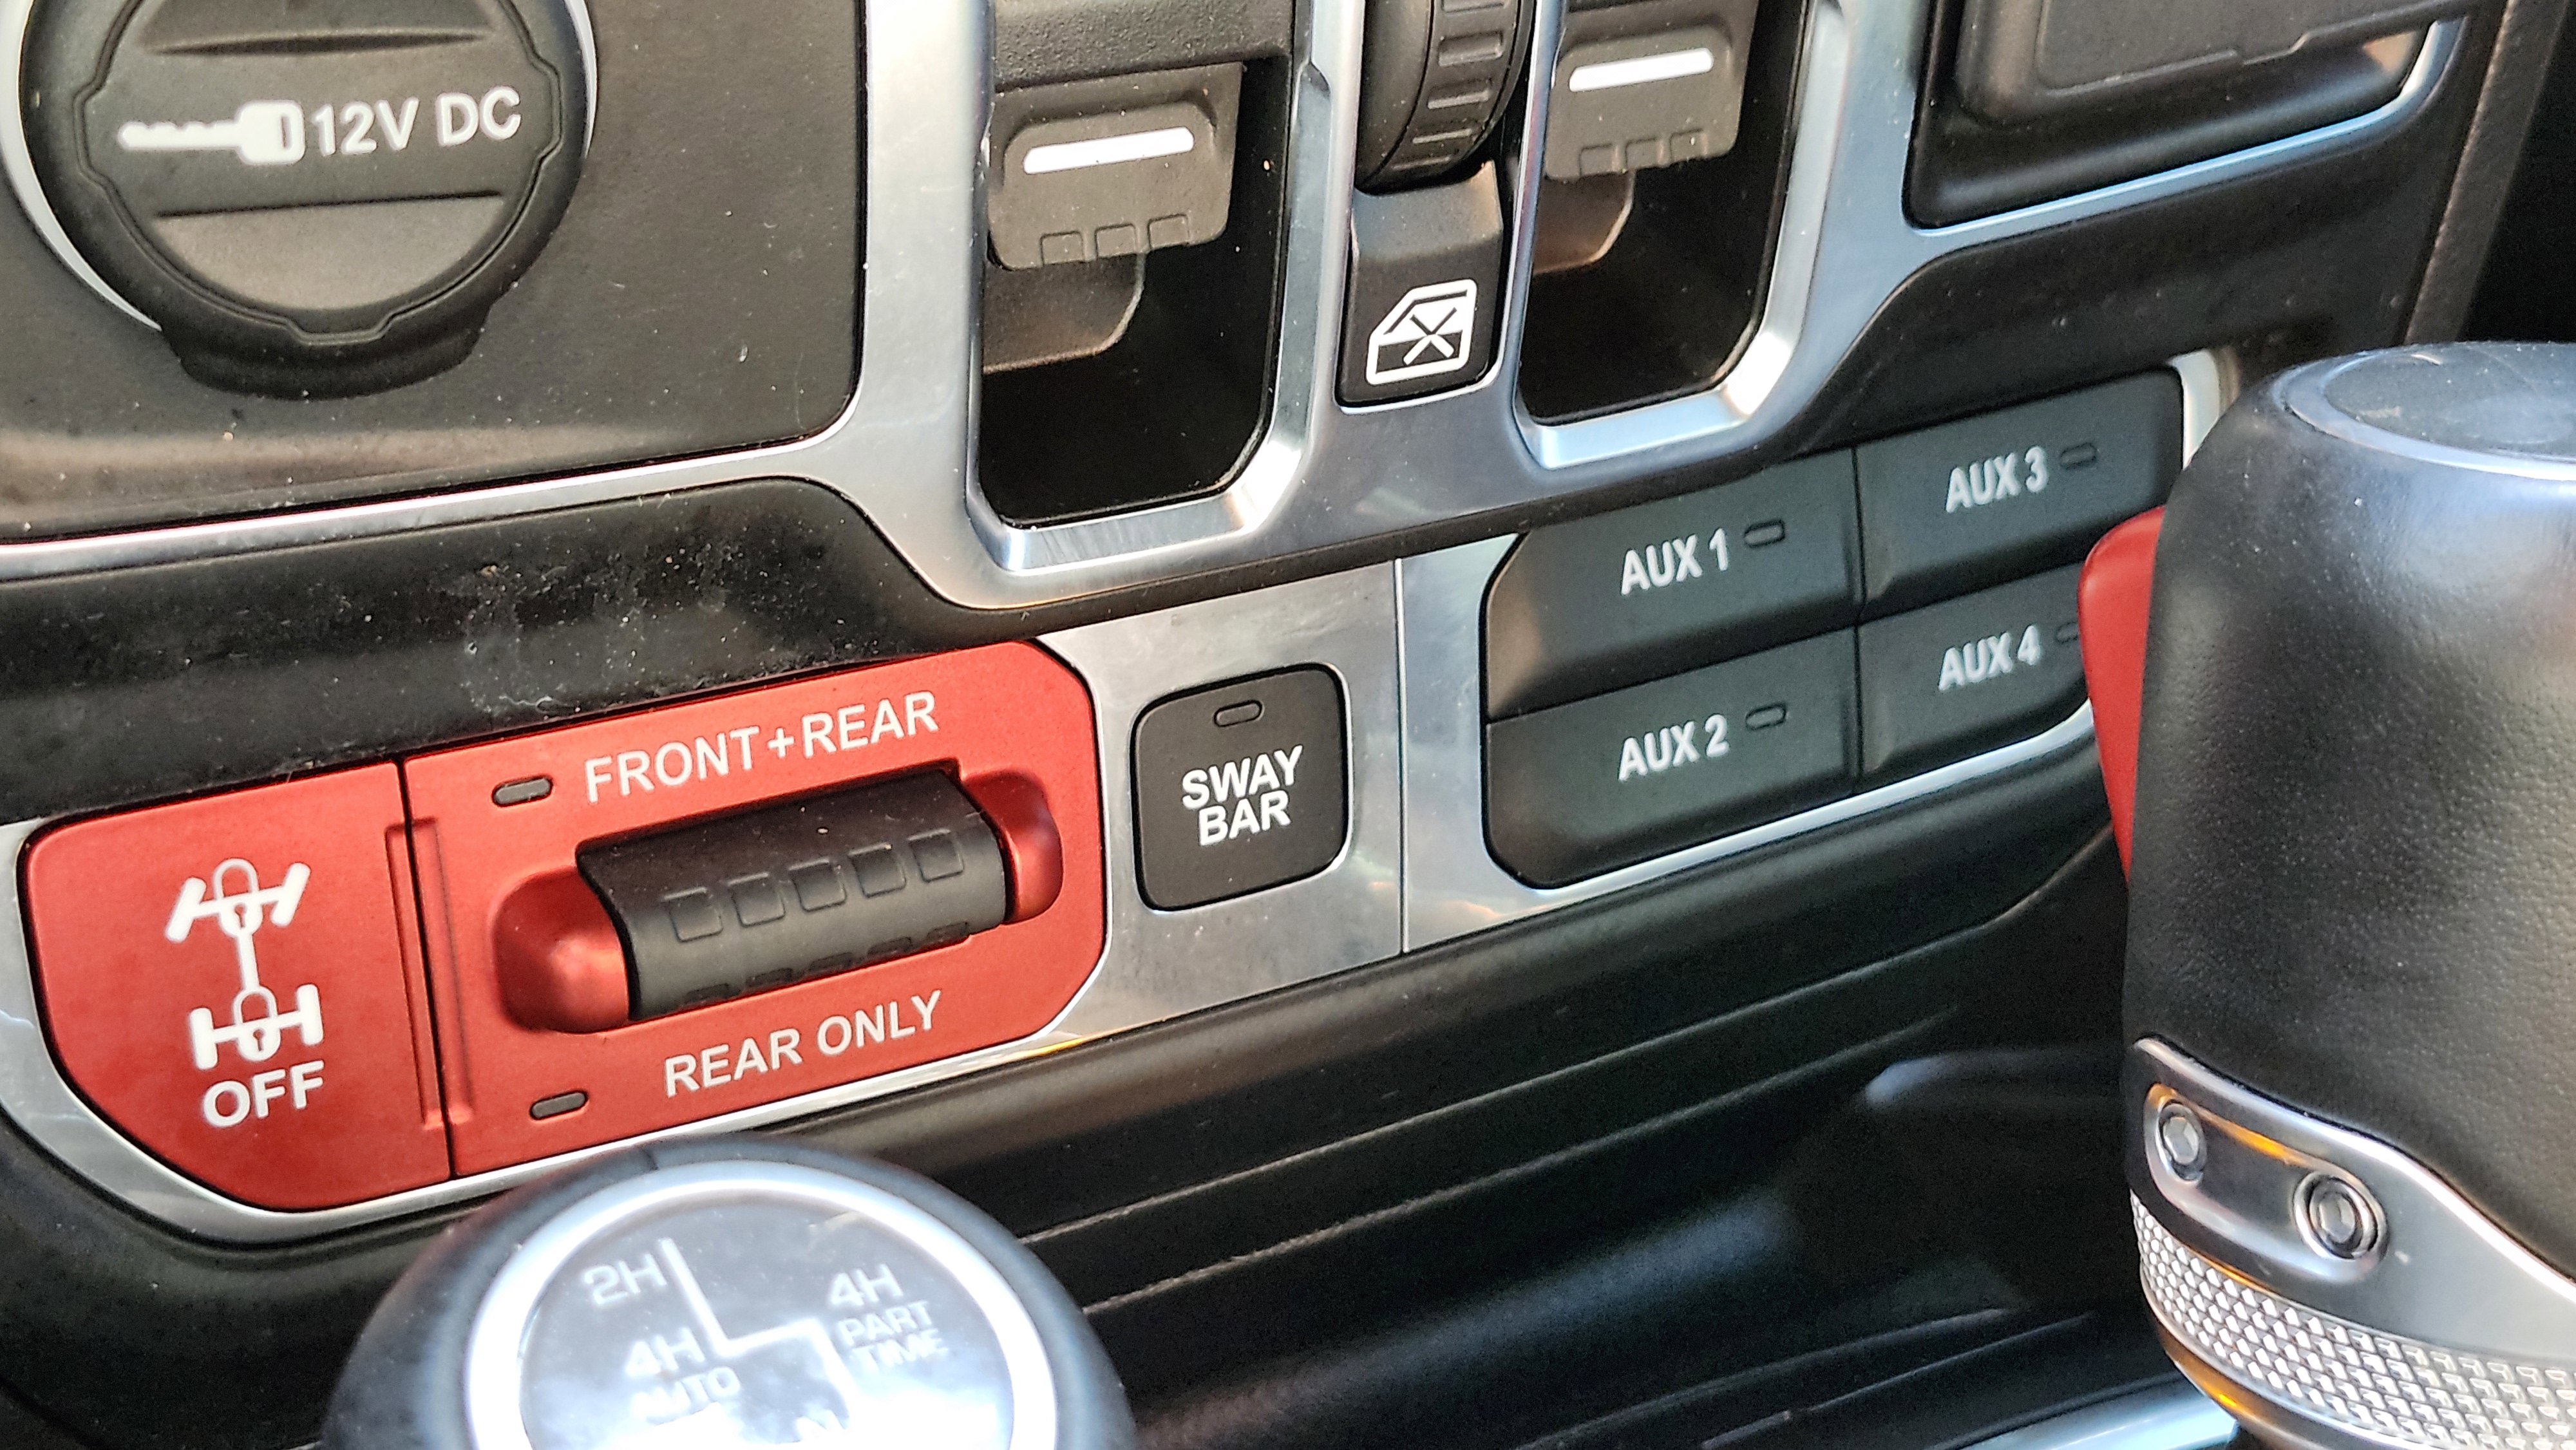 12V DC
AUX 1
AUX 3
AUX 2
AUX 4
FRONT+REAR
SWAY
BAR
OFF
REAR ONLY
2H
4H
AUTO
4H
PART
TIME
N